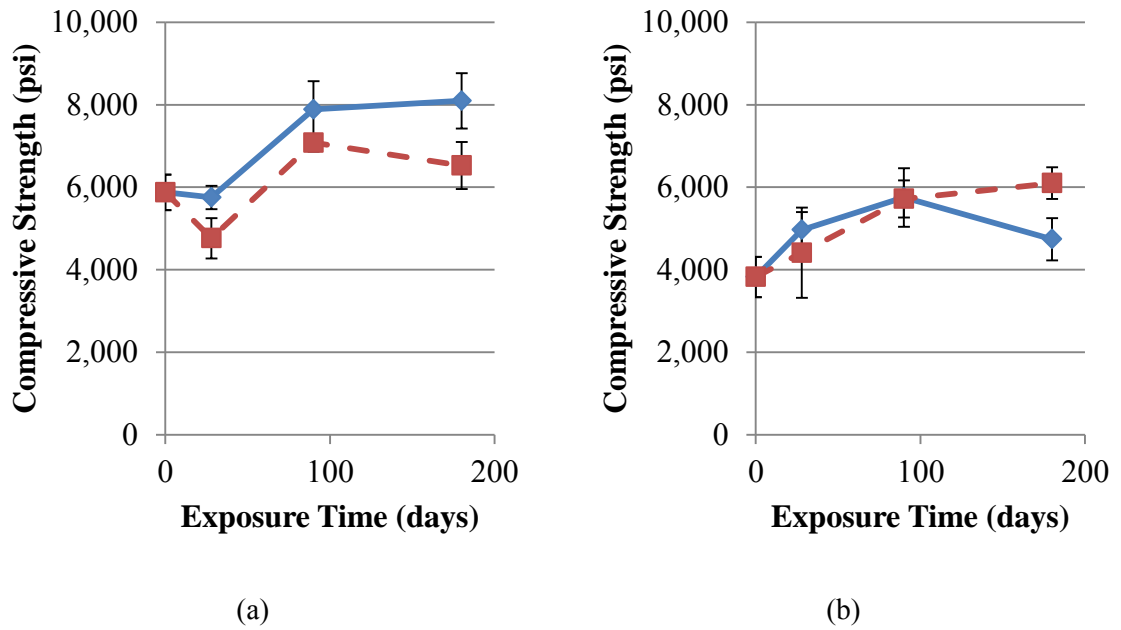 Compressive Strength (psi)
10,000
8,000
6,000
4,000
2,000
0
0 100 200
Exposure Time (days)
(a)
Compressive Strength (psi)
10,000
8,000
6,000
4,000
2,000
0
0 100 200
Exposure Time (days)
(b)